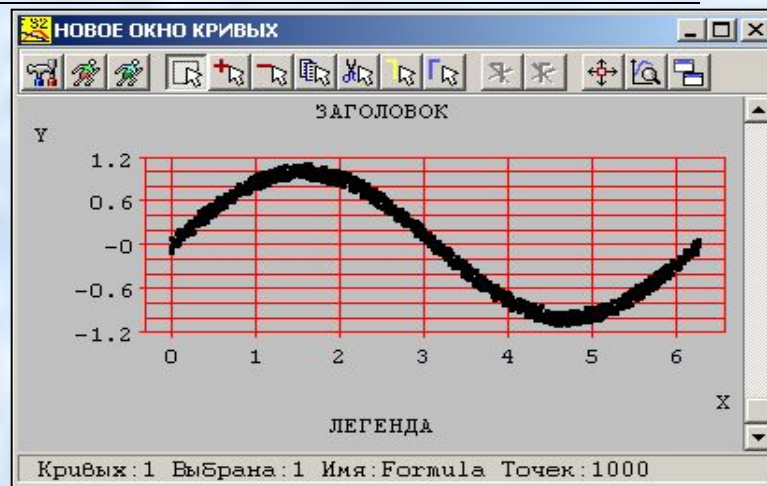 НОВОЕ ОКНО КРИВЫХ
ЗАГОЛОВОК
Y
1.2
0.6
-0
-0.6
-1.2
0 1 2 3 4 5 6
X
ЛЕГЕНДА
Кривых:1 Выбрана:1 Имя:Formula Точек:1000